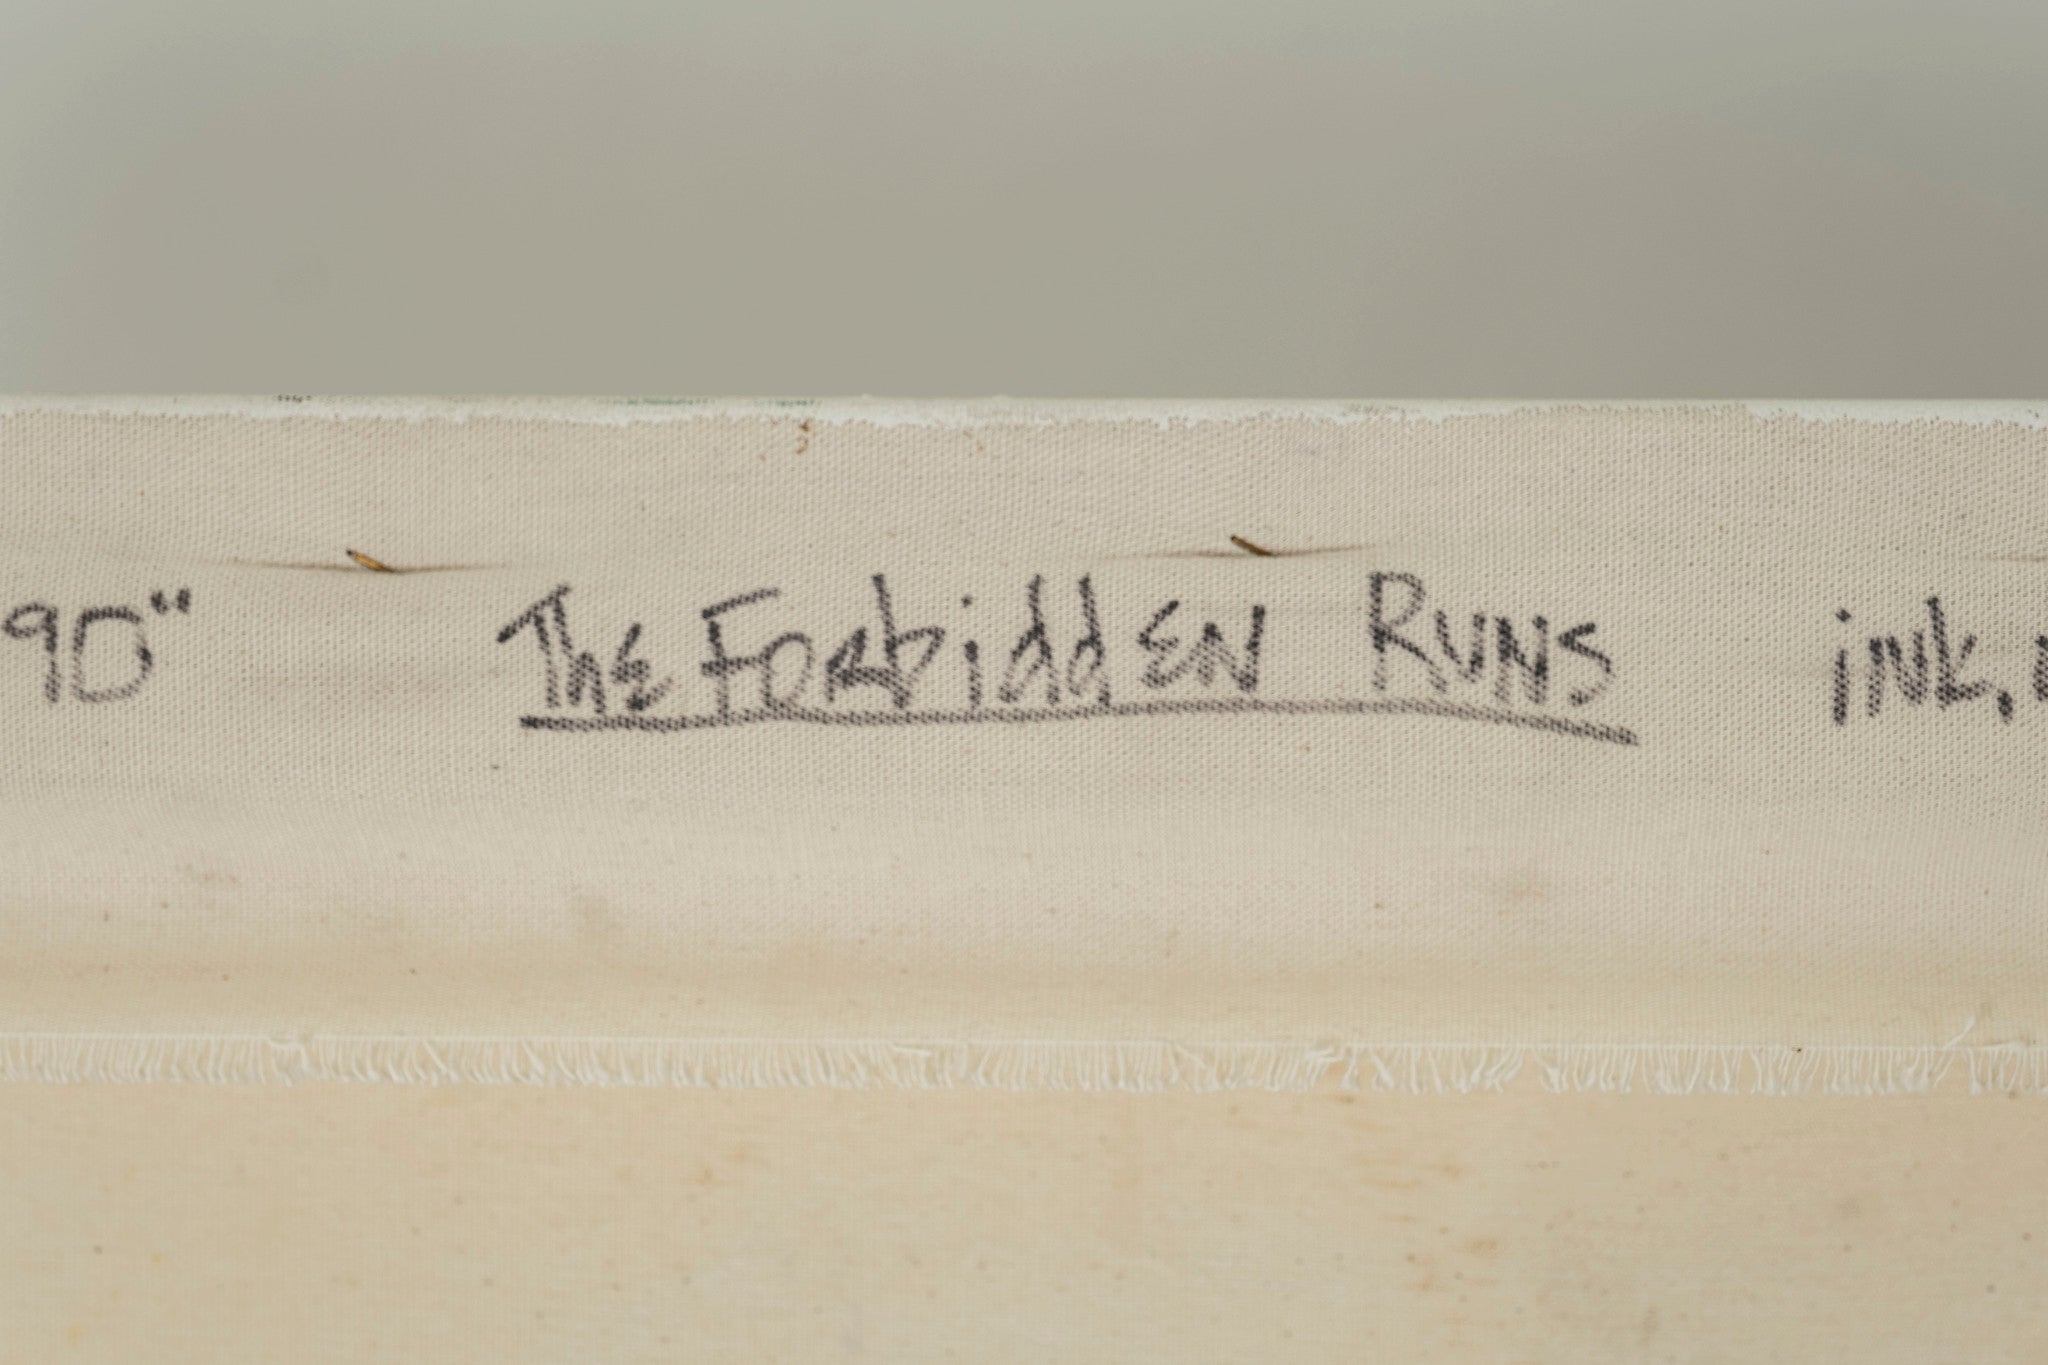 90" The Forbidden Runs ink,